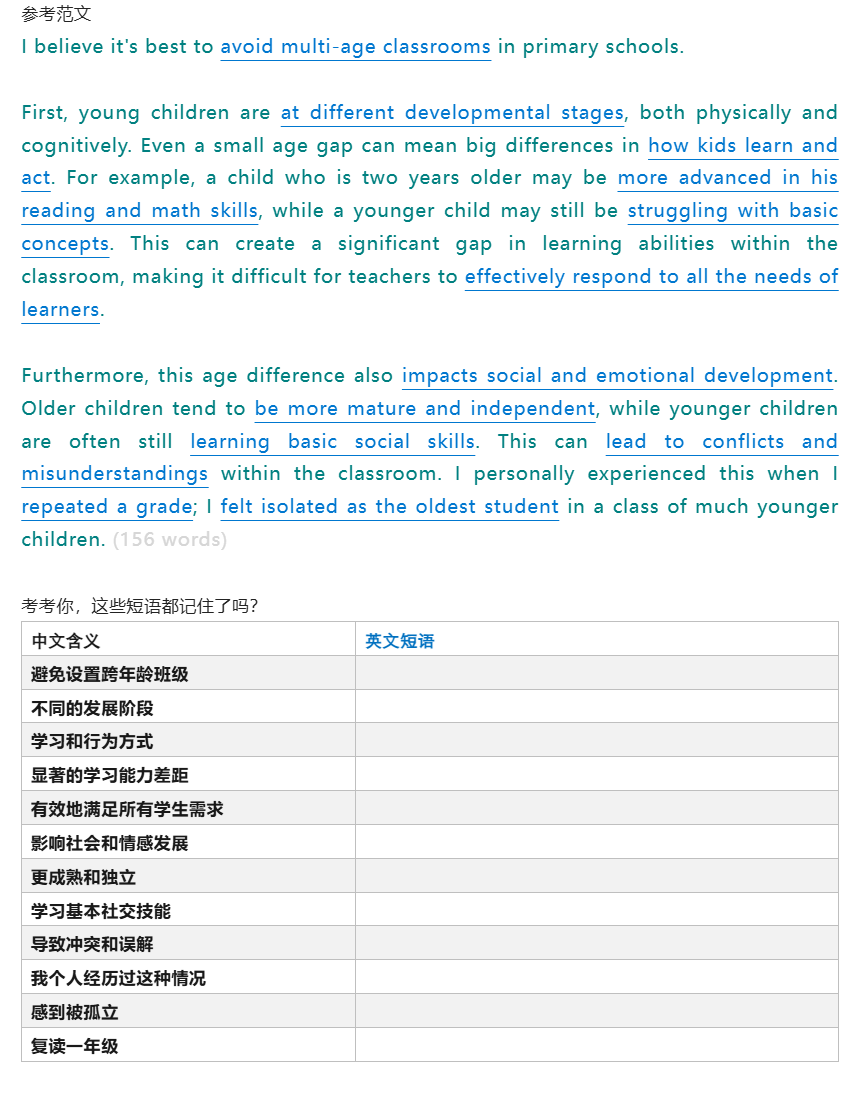 参考范文
I believe it's best to avoid multi-age classrooms in primary schools.
First, young children are at different developmental stages, both physically and
cognitively. Even a small age gap can mean big differences in how kids learn and
act. For example, a child who is two years older may be more advanced in his
reading and math skills, while a younger child may still be struggling with basic
concepts. This can create a significant gap in learning abilities within the
classroom, making it difficult for teachers to effectively respond to all the needs of
learners.
Furthermore, this age difference also impacts social and emotional development.
Older children tend to be more mature and independent, while younger children
are often still learning basic social skills. This can lead to conflicts and
misunderstandings within the classroom. I personally experienced this when I
repeated a grade; I felt isolated as the oldest student in a class of much younger
children. (156 words)
考考你，这些短语都记住了吗？
中文含义 英文短语
避免设置跨年龄班级
不同的发展阶段
学习和行为方式
显著的学习能力差距
有效地满足所有学生需求
影响社会和情感发展
更成熟和独立
学习基本社交技能
导致冲突和误解
我个人经历过这种情况
感到被孤立
复读一年级